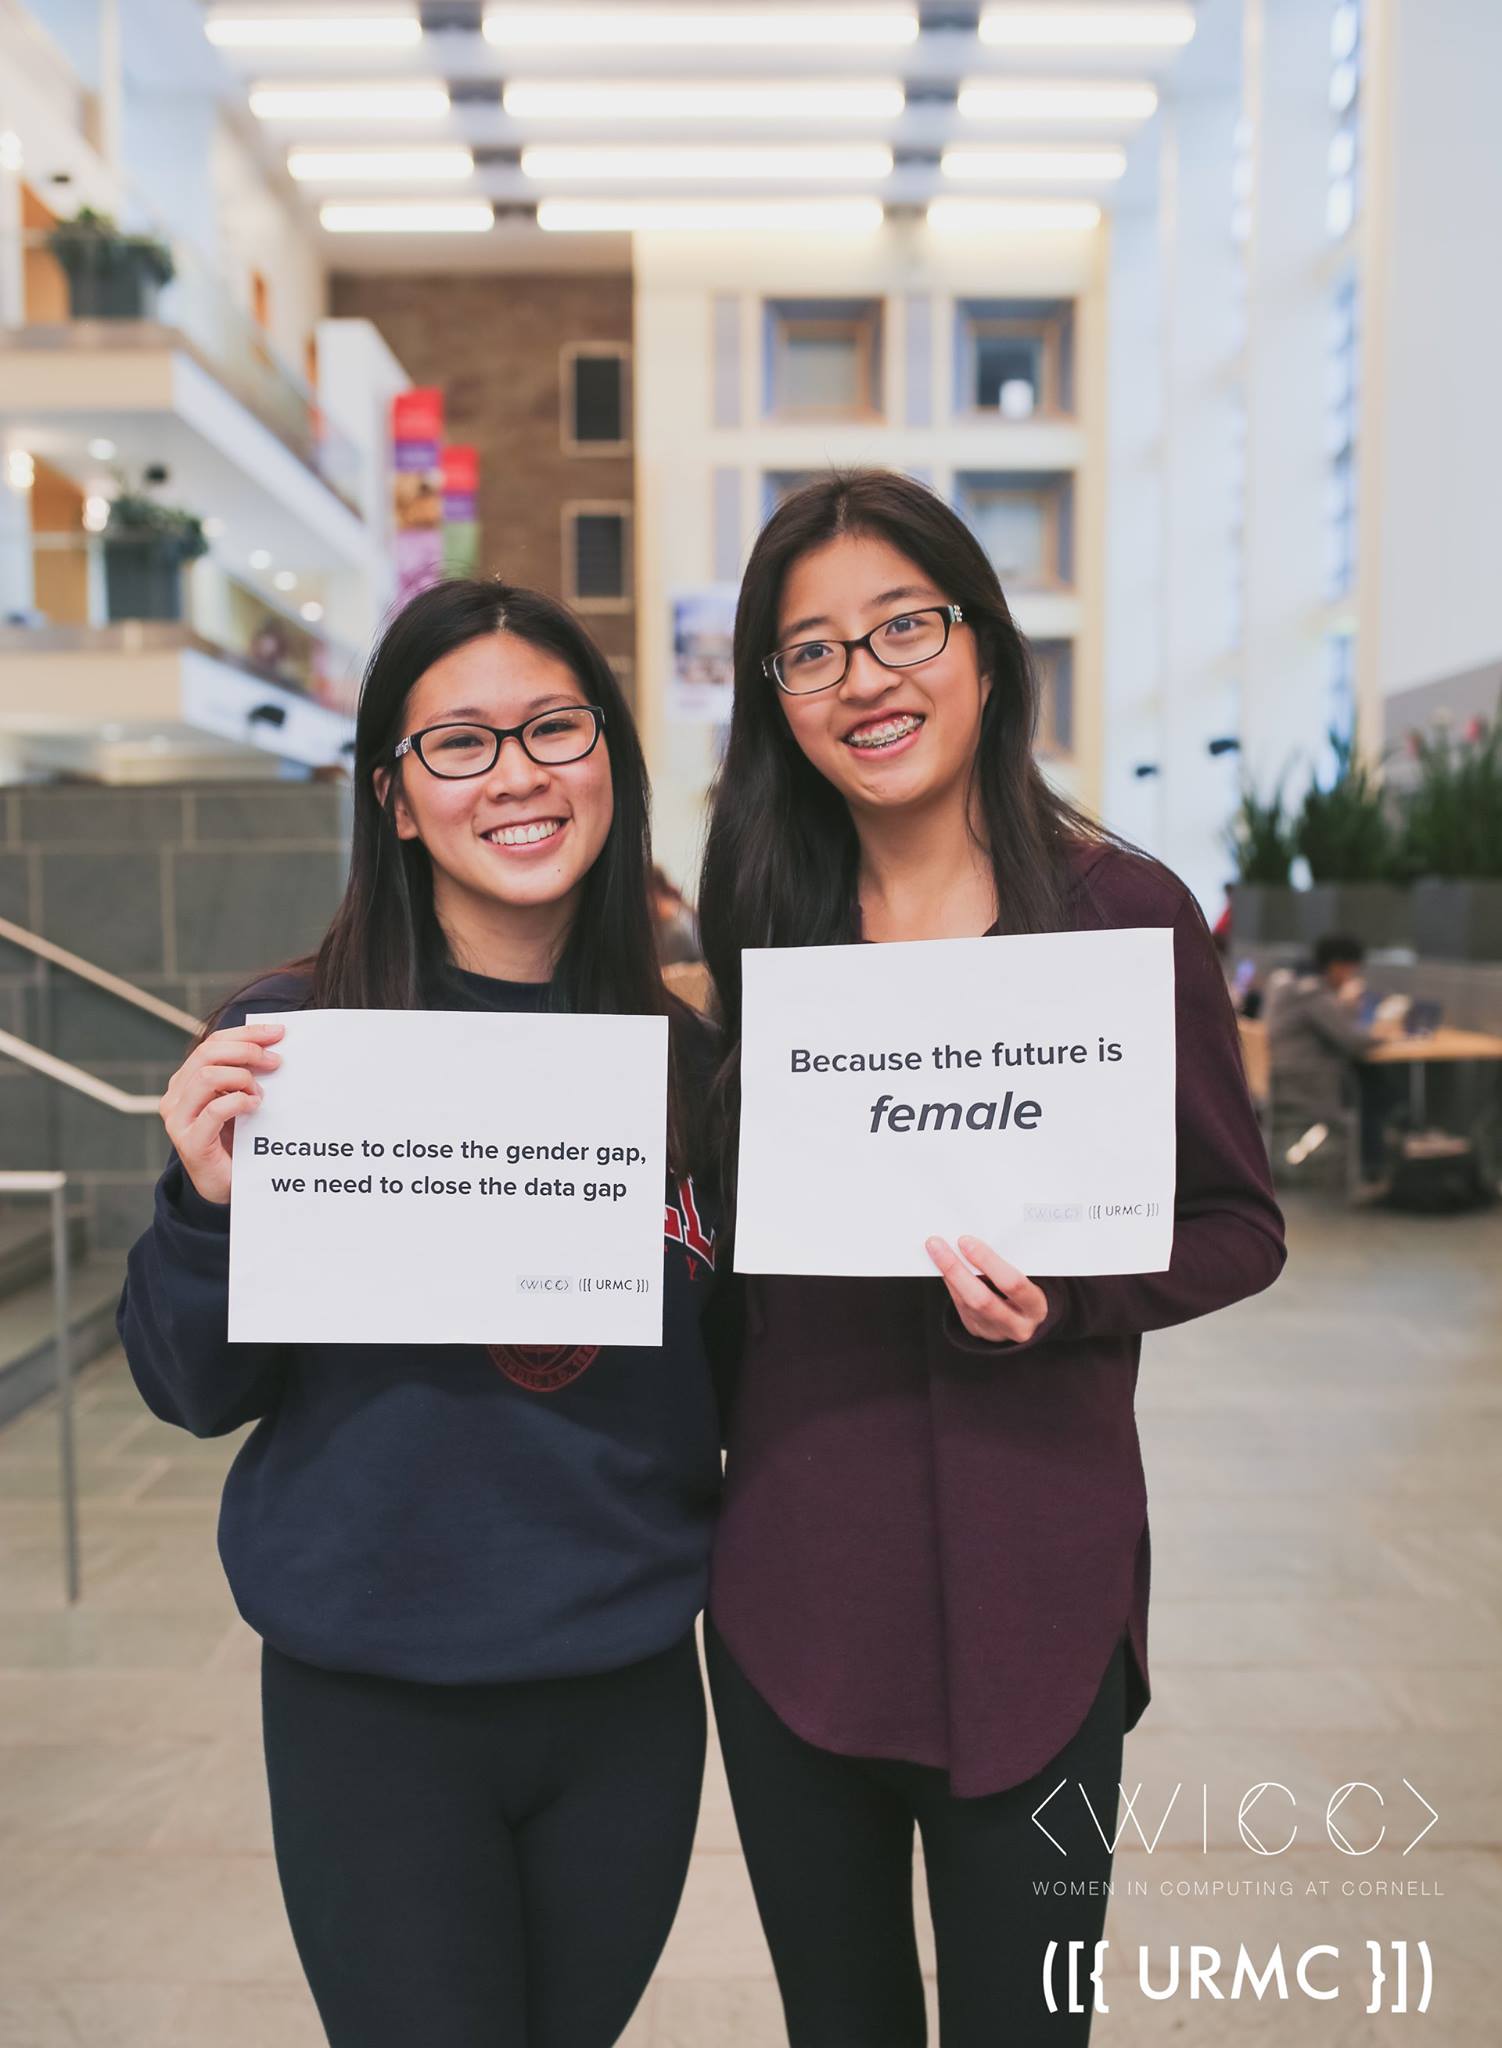 Because to close the gender gap,
we need to close the data gap
<WICC> ([{ URMC }])
Because the future is
female
<WICC> ([{ URMC }])
<WICC>
WOMEN IN COMPUTING AT CORNELL
([{ URMC }])